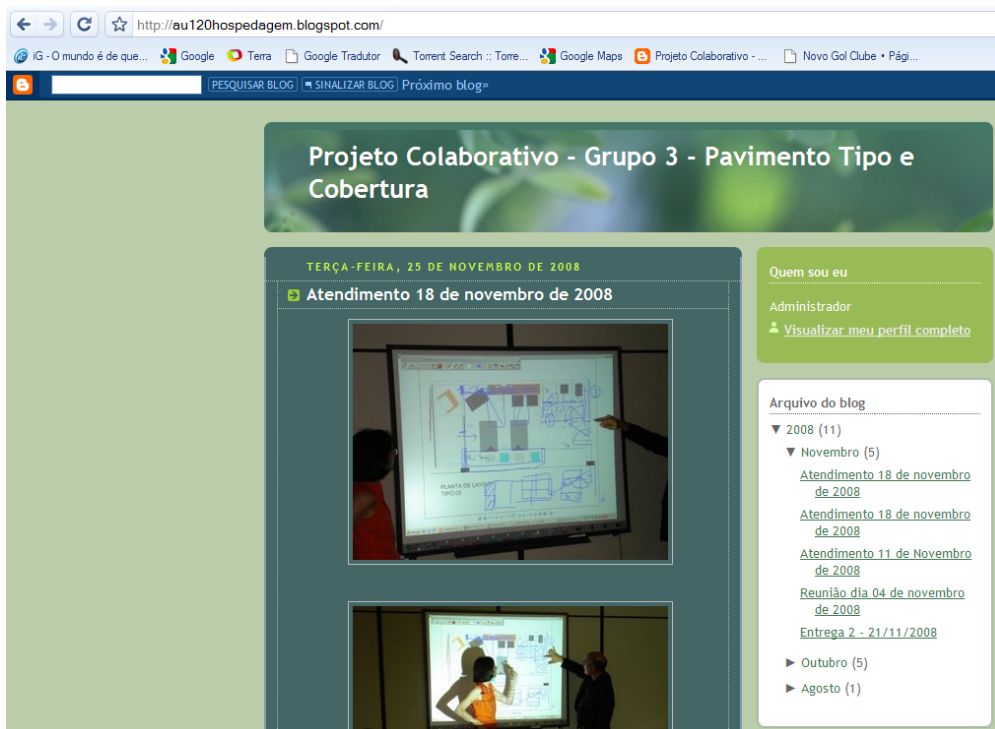 http://au120hospedagem.blogspot.com/
iG - O mundo é de que... Google Terra Google Tradutor Torrent Search :: Torre... Google Maps Projeto Colaborativo - ... Novo Gol Clube • Pági...
PESQUISAR BLOG SINALIZAR BLOG Próximo blog»
Projeto Colaborativo - Grupo 3 - Pavimento Tipo e
Cobertura
TERÇA-FEIRA, 25 DE NOVEMBRO DE 2008
Atendimento 18 de novembro de 2008
PLANTA DE LAYOUT
TIPO 03
Quem sou eu
Administrador
Visualizar meu perfil completo
Arquivo do blog
▼ 2008 (11)
▼ Novembro (5)
Atendimento 18 de novembro
de 2008
Atendimento 18 de novembro
de 2008
Atendimento 11 de Novembro
de 2008
Reunião dia 04 de novembro
de 2008
Entrega 2 - 21/11/2008
► Outubro (5)
► Agosto (1)